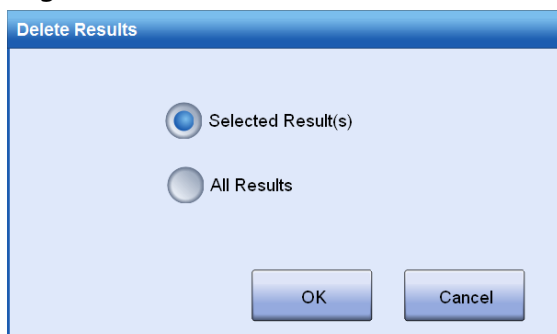 Delete Results
Selected Result(s)
All Results
OK Cancel